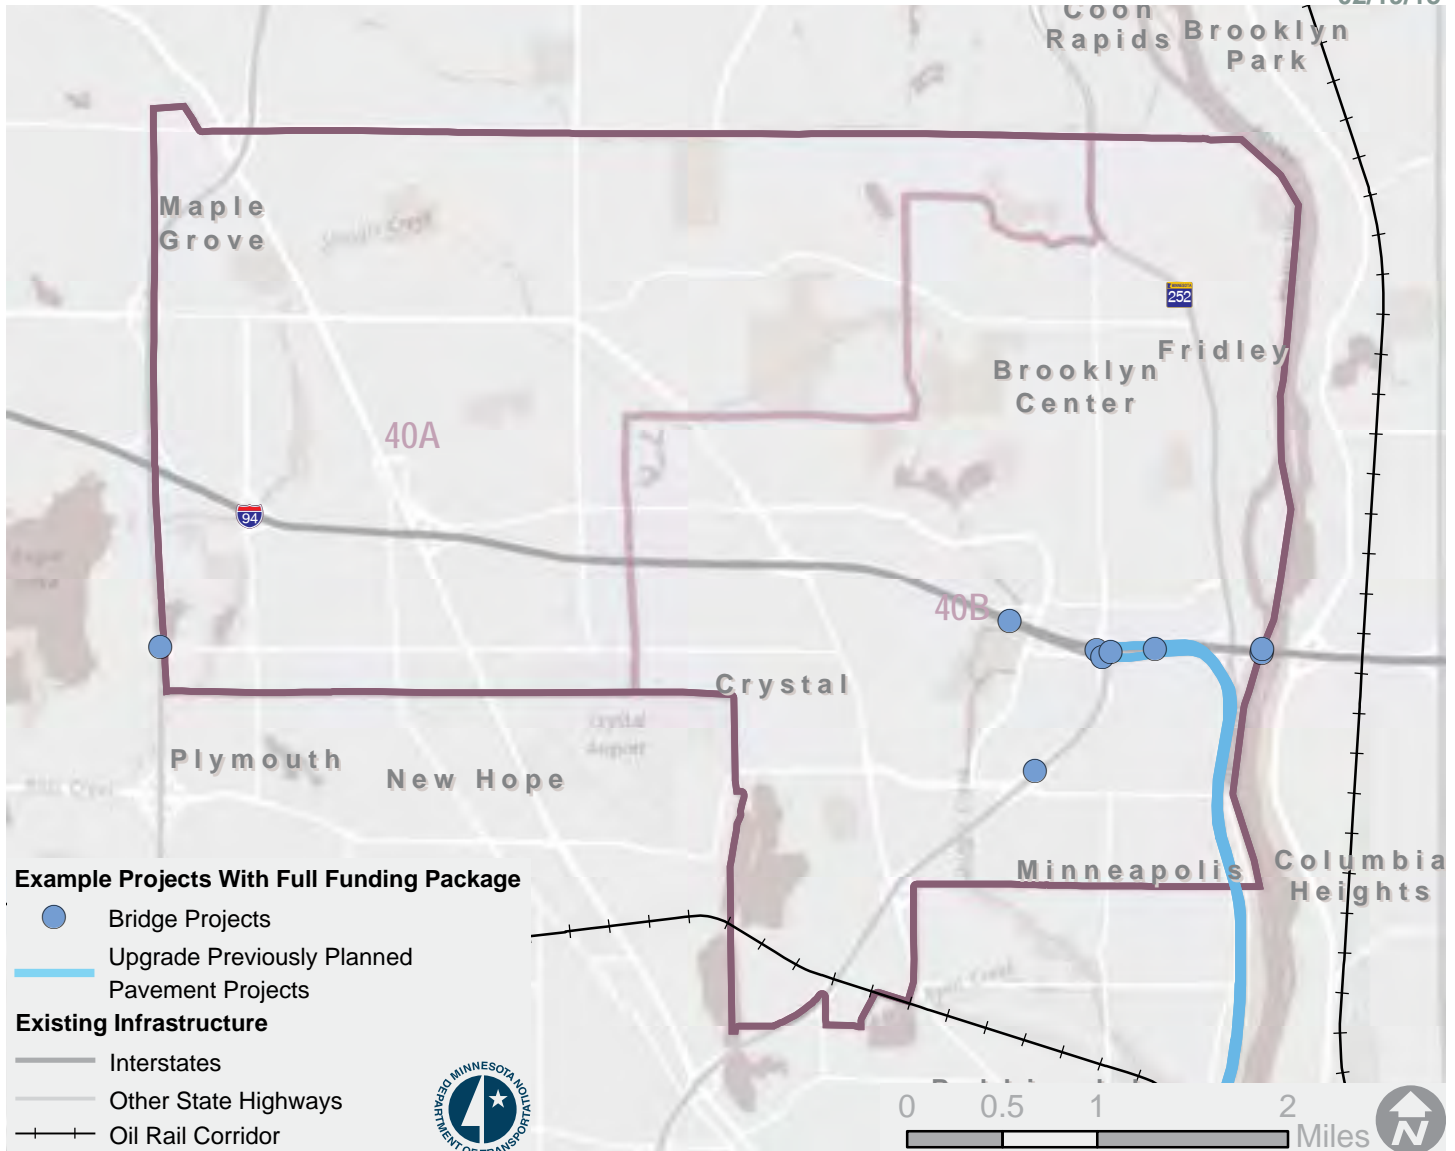 Coon
Rapids
Brooklyn
Park
Maple
Grove
252
Fridley
Brooklyn
Center
40A
94
40B
Crystal
Crystal
Airport
Plymouth
New Hope
Minneapolis
Columbia
Heights
Example Projects With Full Funding Package
Bridge Projects
Upgrade Previously Planned
Pavement Projects
Existing Infrastructure
Interstates
Other State Highways
Oil Rail Corridor
MINNESOTA
DEPARTMENT OF TRANSPORTATION
0 0.5 1 2
Miles
N